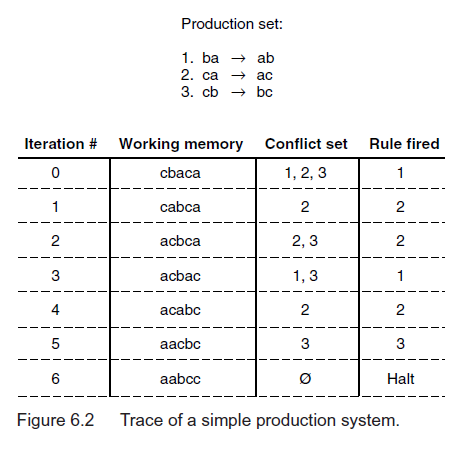 Production set:
1. ba → ab
2. ca → ac
3. cb → bc
Iteration # Working memory Conflict set Rule fired
0 cbaca 1, 2, 3 1
1 cabca 2 2
2 acbca 2, 3 2
3 acbac 1, 3 1
4 acabc 2 2
5 aacbc 3 3
6 aabcc Ø Halt
Figure 6.2 Trace of a simple production system.